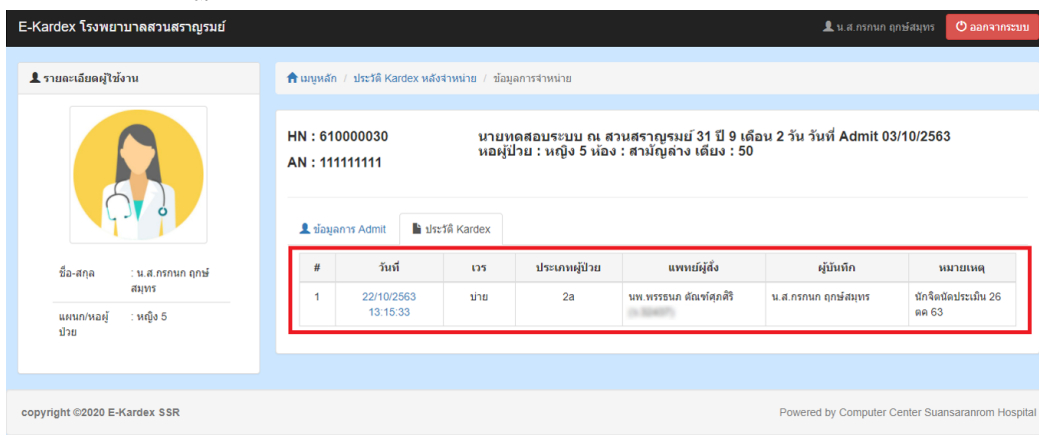 E-Kardex โรงพยาบาลสวนสราญรมย์
น.ส.กรกนก ฤกษ์สมุทร
ออกจากระบบ
รายละเอียดผู้ใช้งาน
เมนูหลัก / ประวัติ Kardex หลังจำหน่าย / ข้อมูลการจำหน่าย
HN : 610000030
นายทดสอบระบบ ณ สวนสราญรมย์ 31 ปี 9 เดือน 2 วัน วันที่ Admit 03/10/2563
AN : 111111111
หอผู้ป่วย : หญิง 5 ห้อง : สามัญล่าง เตียง : 50
ข้อมูลการ Admit
ประวัติ Kardex
# วันที่ เวร ประเภทผู้ป่วย แพทย์ผู้สั่ง ผู้บันทึก หมายเหตุ
1 22/10/2563 บ่าย 2a นพ.พรรธนภ ตัณฑ์ศุภศิริ น.ส.กรกนก ฤกษ์สมุทร นักจิตนัดประเมิน 26
13:15:33 ตค 63
ชื่อ-สกุล : น.ส.กรกนก ฤกษ์
สมุทร
แผนก/หอผู้ : หญิง 5
ป่วย
copyright ©2020 E-Kardex SSR
Powered by Computer Center Suansaranrom Hospital